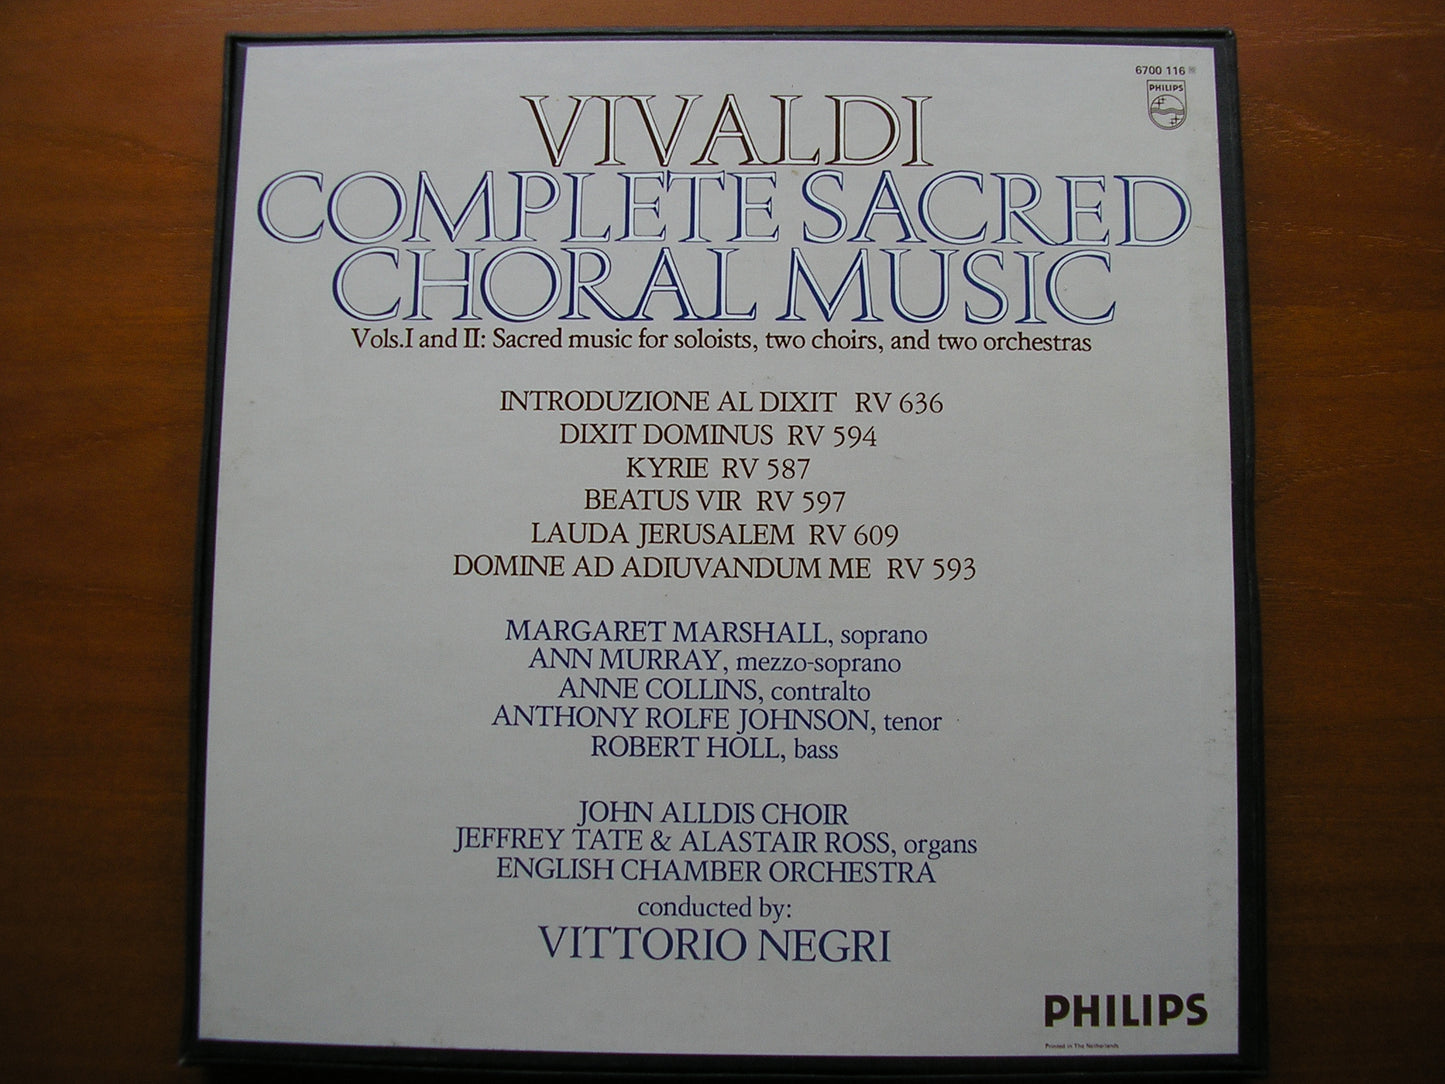 6700 116
PHILIPS
VIVALDI
COMPLETE SACRED
CHORAL MUSIC
Vols.I and II: Sacred music for soloists, two choirs, and two orchestras
INTRODUZIONE AL DIXIT RV 636
DIXIT DOMINUS RV 594
KYRIE RV 587
BEATUS VIR RV 597
LAUDA JERUSALEM RV 609
DOMINE AD ADIUVANDUM ME RV 593
MARGARET MARSHALL, soprano
ANN MURRAY, mezzo-soprano
ANNE COLLINS, contralto
ANTHONY ROLFE JOHNSON, tenor
ROBERT HOLL, bass
JOHN ALLDIS CHOIR
JEFFREY TATE & ALASTAIR ROSS, organs
ENGLISH CHAMBER ORCHESTRA
conducted by:
VITTORIO NEGRI
PHILIPS
Printed in The Netherlands